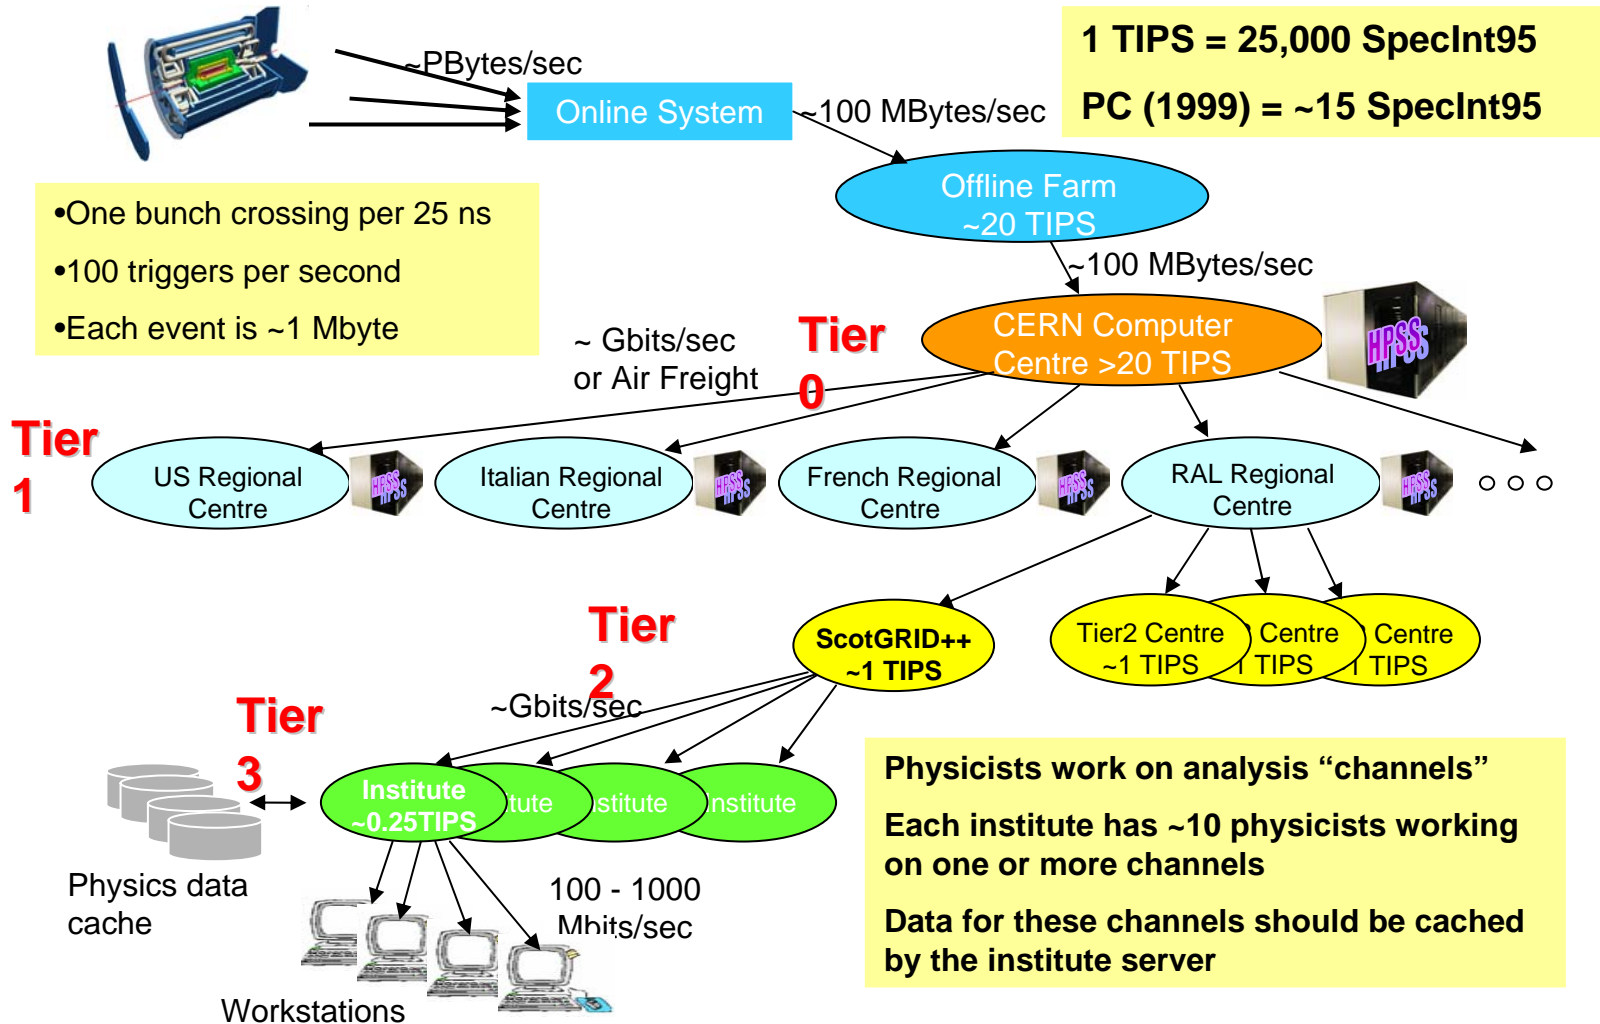 ~PBytes/sec
Online System
~100 MBytes/sec
1 TIPS = 25,000 SpecInt95
PC (1999) = ~15 SpecInt95
•One bunch crossing per 25 ns
•100 triggers per second
•Each event is ~1 Mbyte
Offline Farm
~20 TIPS
~100 MBytes/sec
~ Gbits/sec
or Air Freight
Tier
0
CERN Computer
Centre >20 TIPS
HPSS
Tier
1
US Regional
Centre
HPSS
Italian Regional
Centre
HPSS
French Regional
Centre
HPSS
RAL Regional
Centre
HPSS
Tier
2
ScotGRID++
~1 TIPS
Tier2 Centre
~1 TIPS
Centre
TIPS
Centre
TIPS
~Gbits/sec
Tier
3
Institute
~0.25TIPS
tute
stitute
nstitute
Physics data
cache
100 - 1000
Mbits/sec
Workstations
Physicists work on analysis “channels”
Each institute has ~10 physicists working
on one or more channels
Data for these channels should be cached
by the institute server